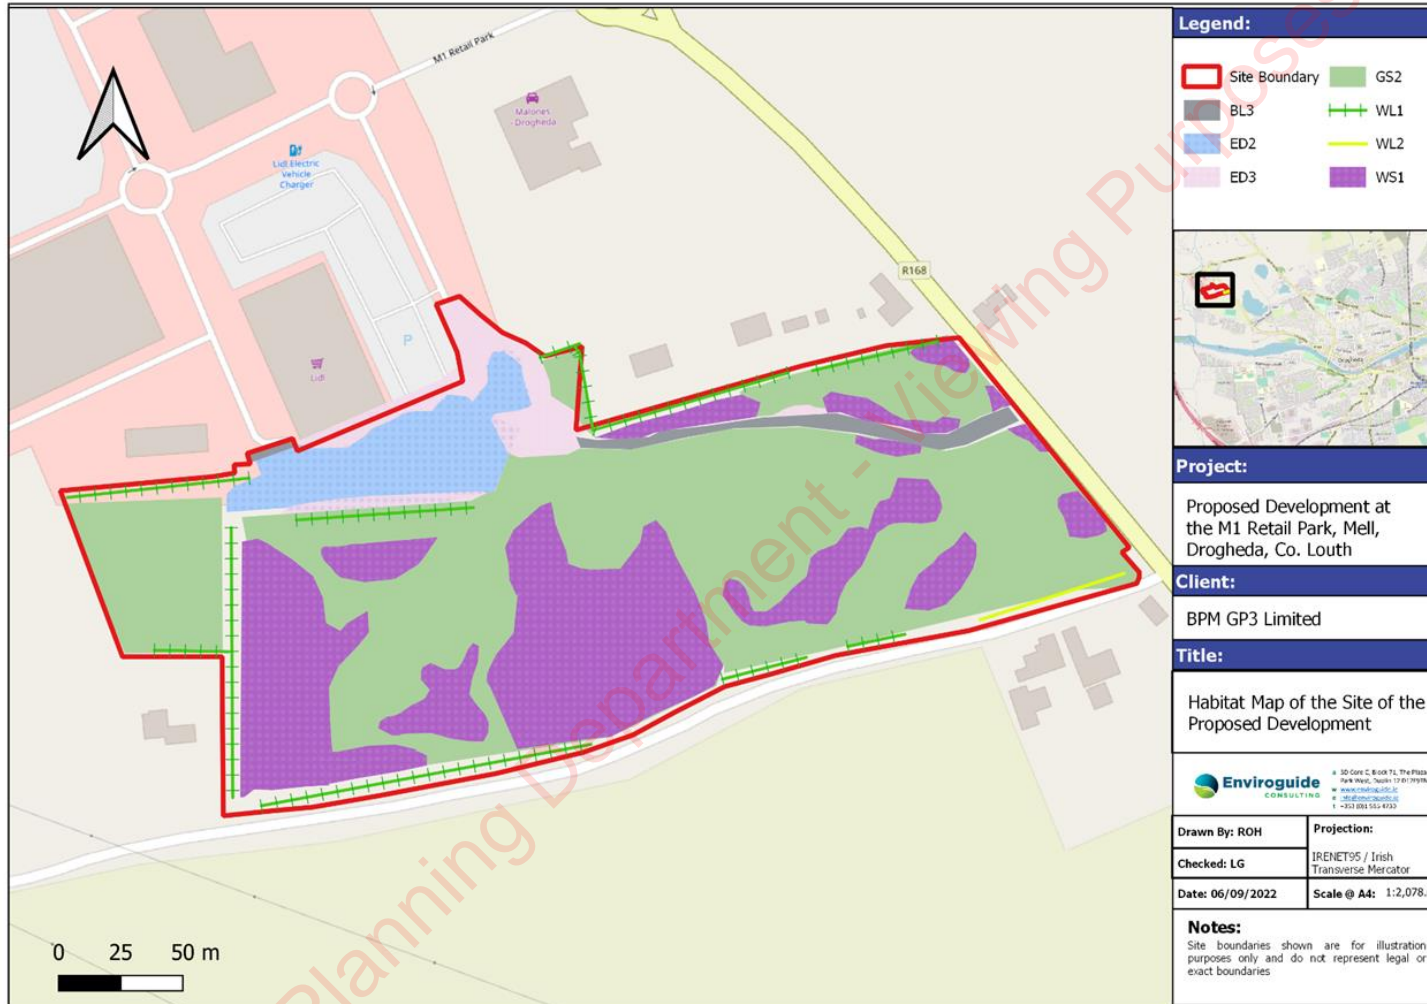 M1 Retail Park
Malones
- Drogheda
Lidl Electric
Vehicle
Charger
R168
P
Lidl
0 25 50 m
Planning Department - Viewing Purposes
Legend:
Site Boundary
GS2
BL3
WL1
ED2
WL2
ED3
WS1
Project:
Proposed Development at
the M1 Retail Park, Mell,
Drogheda, Co. Louth
Client:
BPM GP3 Limited
Title:
Habitat Map of the Site of the
Proposed Development
Enviroguide
CONSULTING
Drawn By: ROH
Projection:
Checked: LG
IRENET95 / Irish
Transverse Mercator
Date: 06/09/2022
Scale @ A4: 1:2,078.
Notes:
Site boundaries shown are for illustration
purposes only and do not represent legal or
exact boundaries